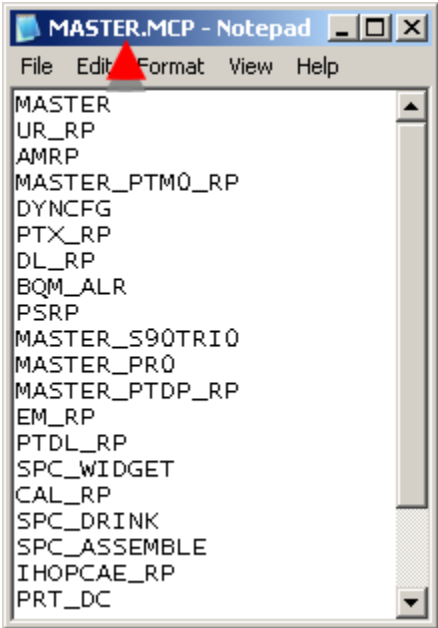 MASTER.MCP - Notepad
File Edit Format View Help
MASTER
UR_RP
AMRP
MASTER_PTM0_RP
DYNCFG
PTX_RP
DL_RP
BQM_ALR
PSRP
MASTER_S90TRIO
MASTER_PRO
MASTER_PTDP_RP
EM_RP
PTDL_RP
SPC_WIDGET
CAL_RP
SPC_DRINK
SPC_ASSEMBLE
IHOPCAE_RP
PRT_DC